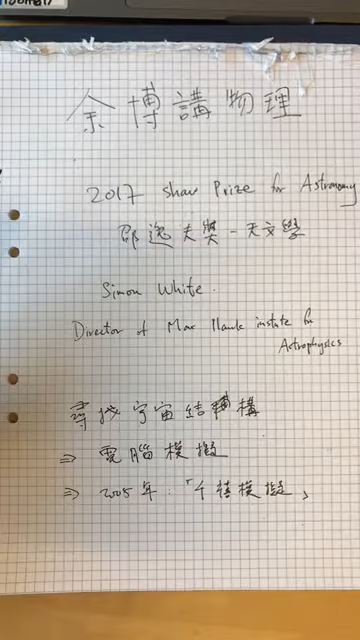 余博講物理
2017 Shaw Prize for Astronomy
邵逸夫獎－天文學
Simon White.
Director of Max Planck instute for
Astrophysics
尋找宇宙結構
⇒ 電腦模擬
⇒ 2005年：「千禧模擬」